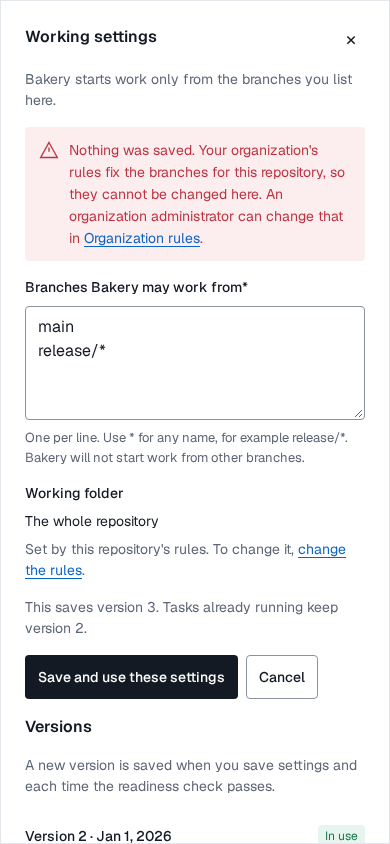 Working settings
×
Bakery starts work only from the branches you list
here.
Nothing was saved. Your organization's
rules fix the branches for this repository, so
they cannot be changed here. An
organization administrator can change that
in Organization rules.
Branches Bakery may work from*
main
release/*
One per line. Use * for any name, for example release/*.
Bakery will not start work from other branches.
Working folder
The whole repository
Set by this repository's rules. To change it, change
the rules.
This saves version 3. Tasks already running keep
version 2.
Save and use these settings Cancel
Versions
A new version is saved when you save settings and
each time the readiness check passes.
Version 2 · Jan 1, 2026 In use